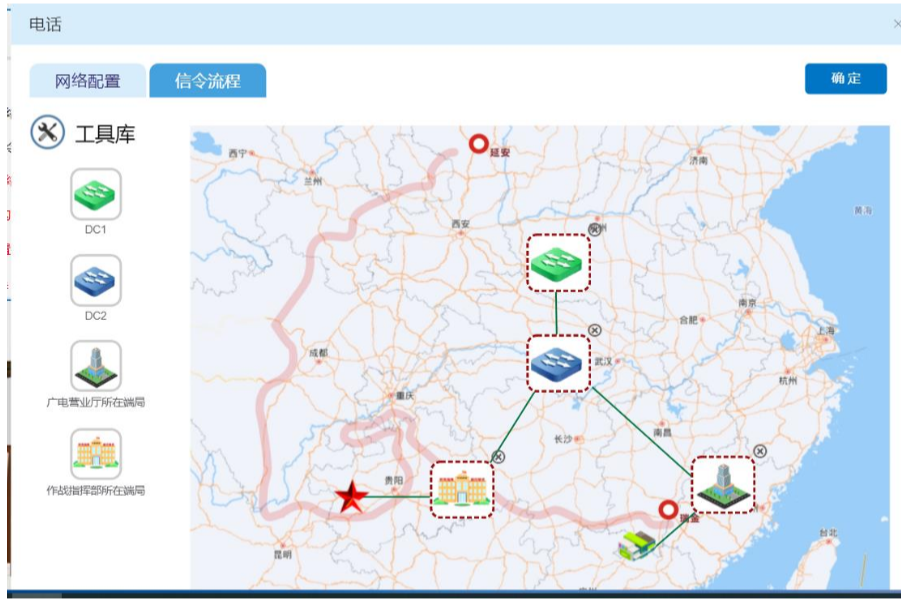 电话
网络配置
信令流程
确定
工具库
DC1
DC2
广电营业厅所在端局
作战指挥部所在端局
西宁
兰州
延安
济南
黄海
西安
州
南京
合肥
上海
成都
武汉
杭州
重庆
长沙
南昌
贵阳
瑞金
昆明
台北